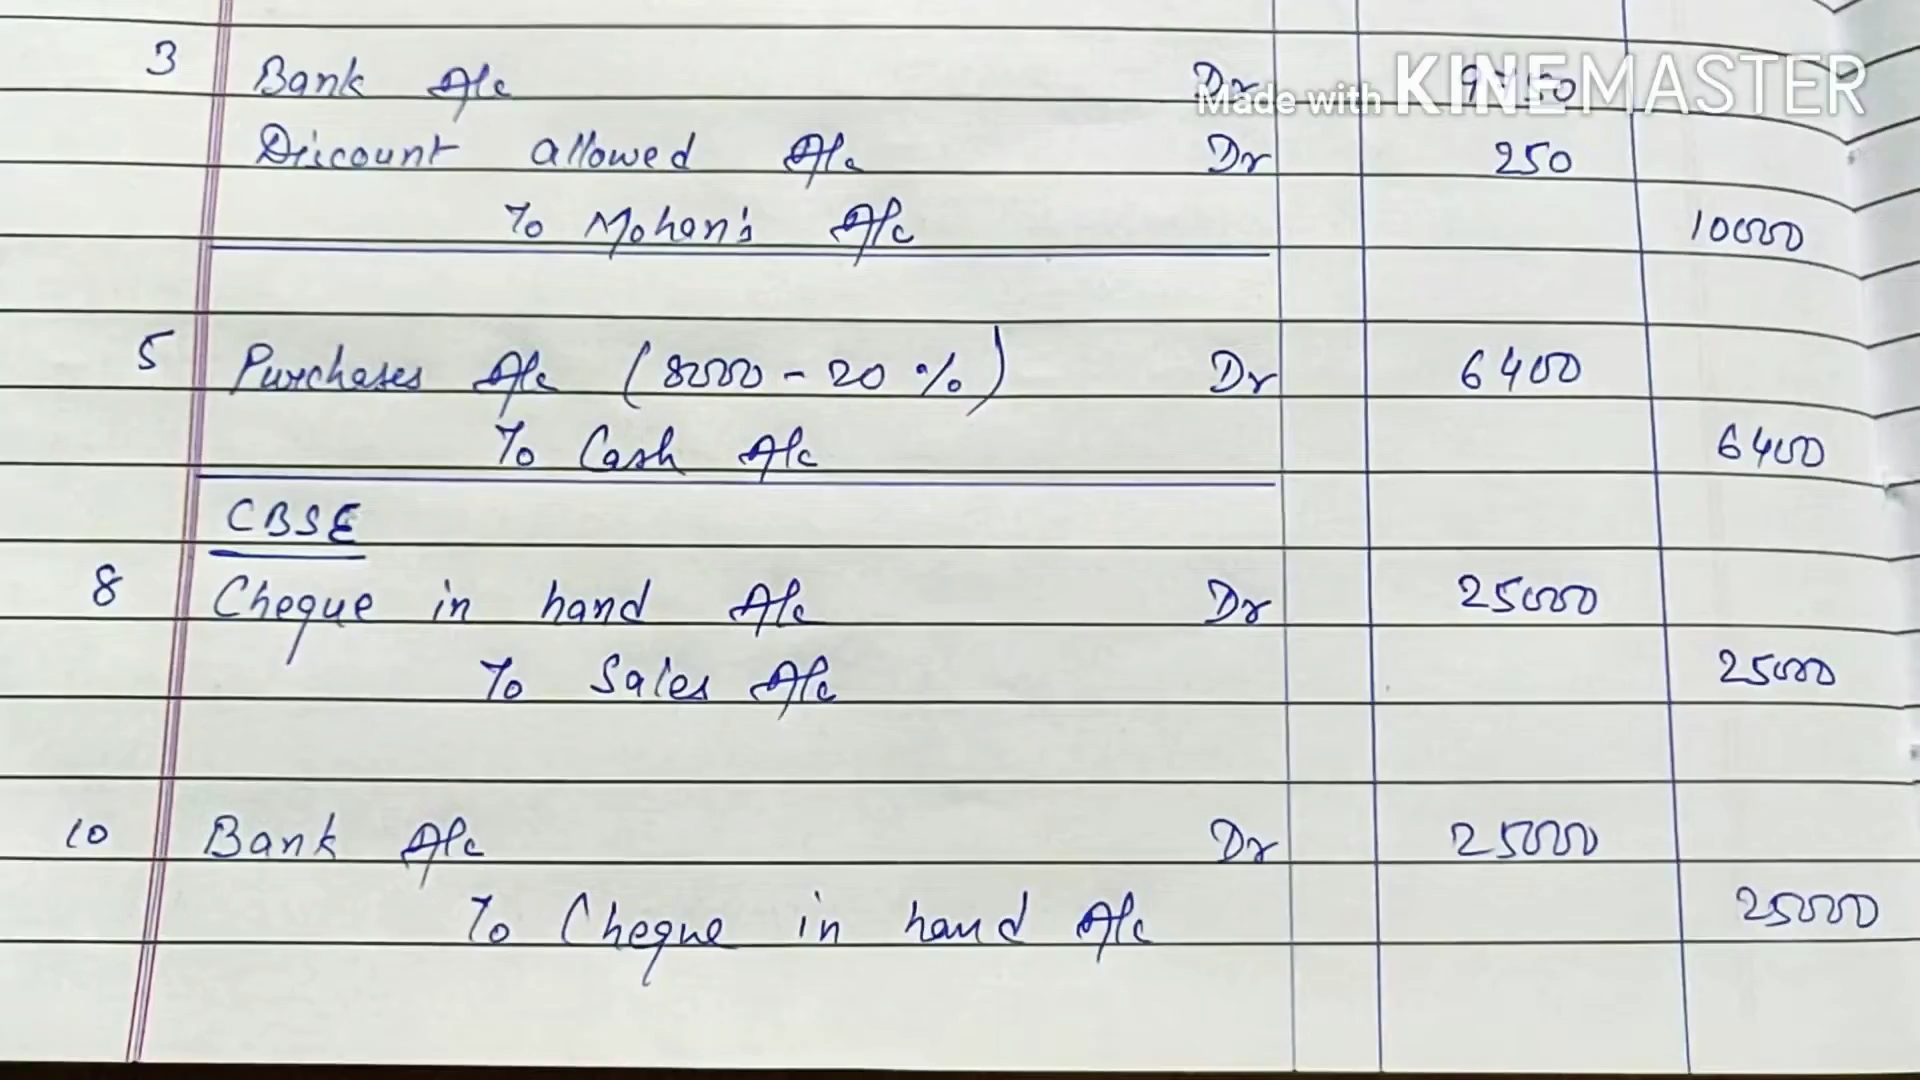 Made with KINEMASTER
3 Bank A/c Dr 9750
Discount allowed A/c Dr 250
To Mohan's A/c 10000
5 Purchases A/c (8000 - 20 %) Dr 6400
To Cash A/c 6400
CBSE
8 Cheque in hand A/c Dr 25000
To Sales A/c 25000
10 Bank A/c Dr 25000
To Cheque in hand A/c 25000